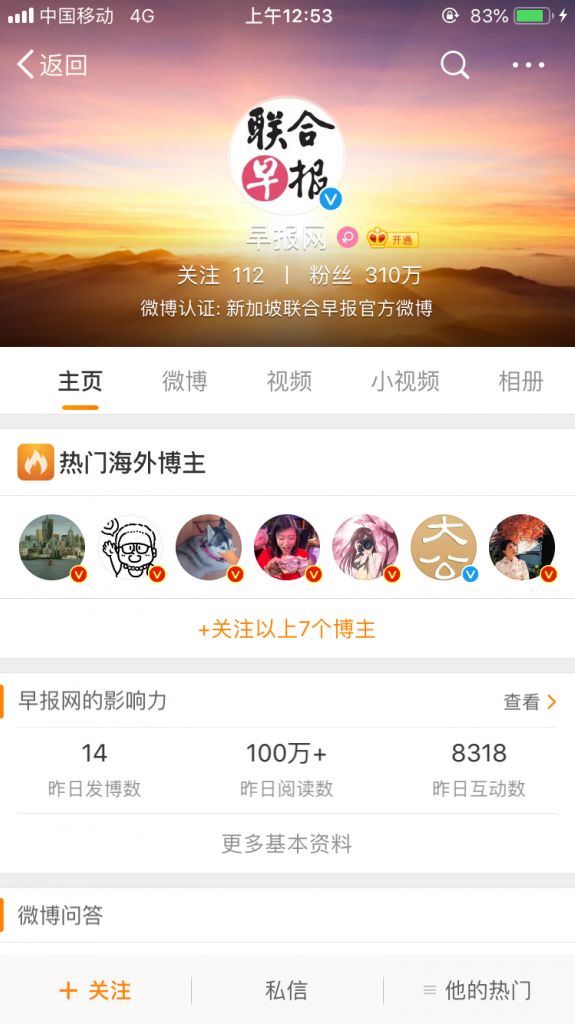 中国移动 4G 上午12:53 83%
返回
联合
早报
早报网 开通
关注 112 | 粉丝 310万
微博认证: 新加坡联合早报官方微博
主页 微博 视频 小视频 相册
热门海外博主
大公
+关注以上7个博主
早报网的影响力 查看
14 100万+ 8318
昨日发博数 昨日阅读数 昨日互动数
更多基本资料
微博问答
+ 关注 私信 他的热门